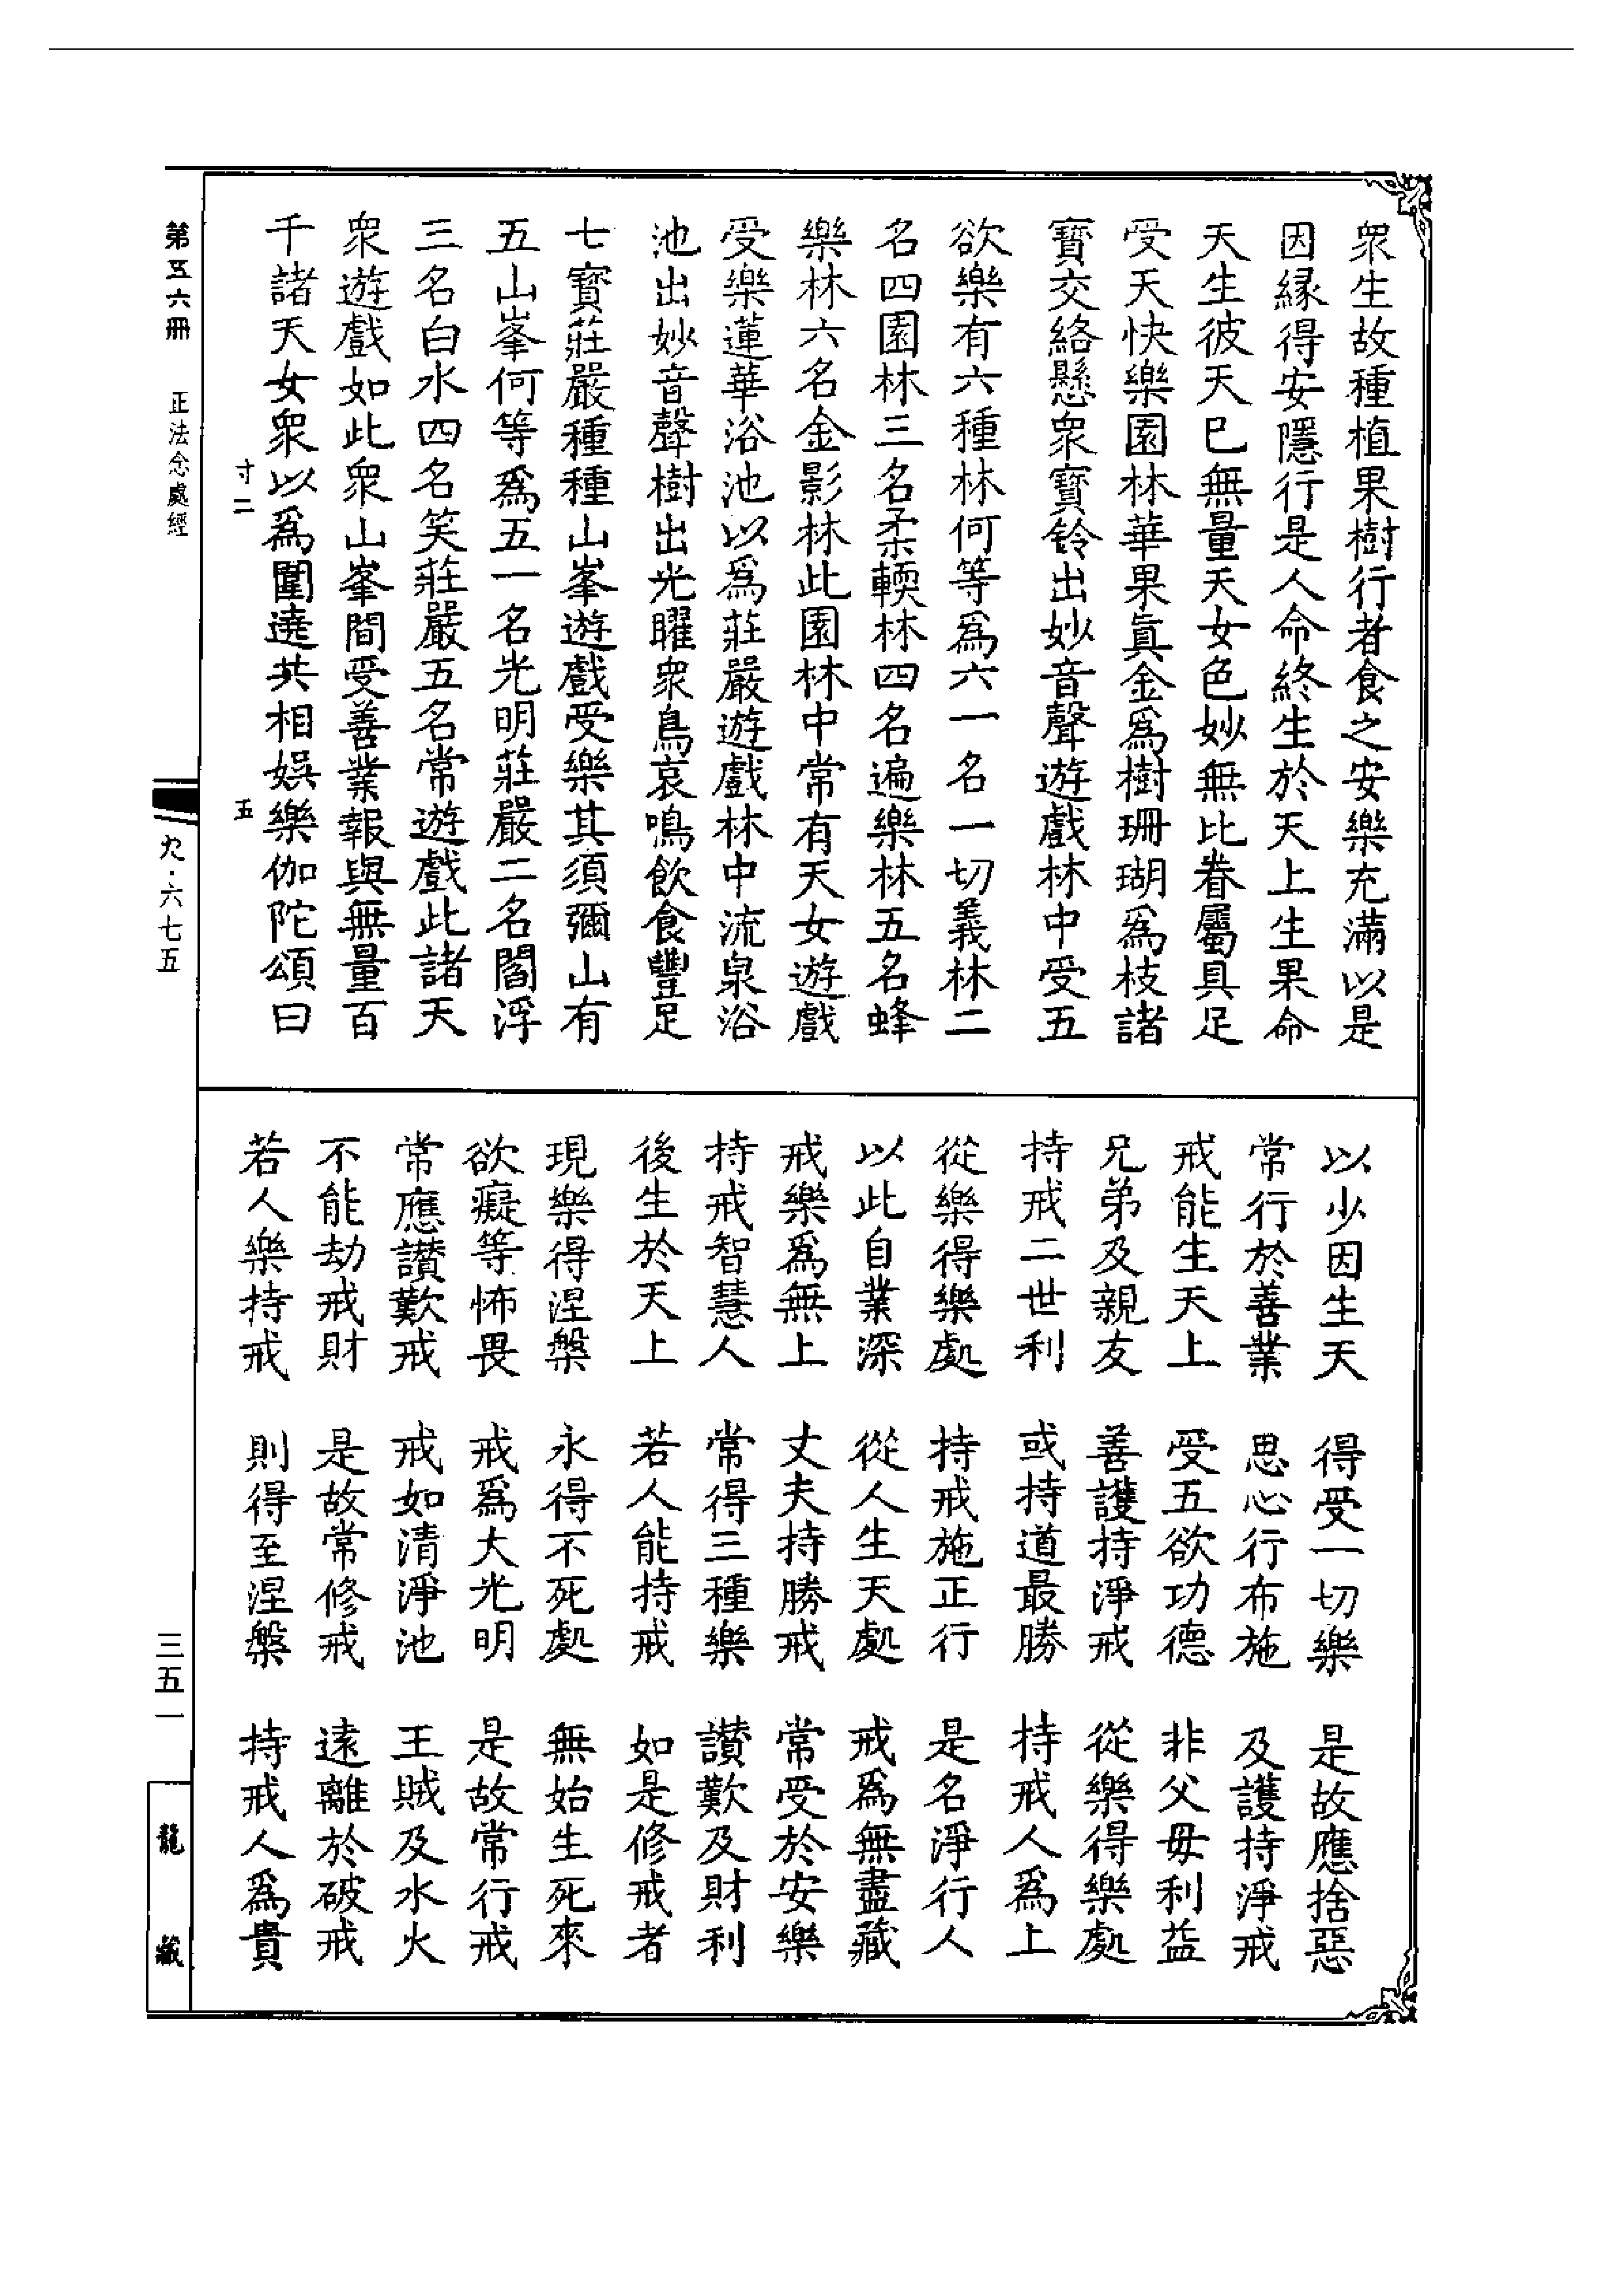 衆生故種植果樹行者食之安樂充滿以是
因緣得安隱行是人命終生於天上生果命
天生彼天巳無量天女色妙無比眷屬具足
受天快樂園林華果眞金爲樹珊瑚爲枝諸
寶交絡懸衆寶鈴出妙音聲遊戲林中受五
欲樂有六種林何等爲六一名一切義林二
名四園林三名柔輭林四名遍樂林五名蜂
樂林六名金影林此園林中常有天女遊戲
受樂蓮華浴池以爲莊嚴遊戲林中流泉浴
池出妙音聲樹出光曜衆鳥哀鳴飲食豐足
七寶莊嚴種種山峯遊戲受樂其須彌山有
五山峯何等爲五一名光明莊嚴二名閻浮
三名白水四名笑莊嚴五名常遊戲此諸天
衆遊戲如此衆山峯間受善業報與無量百
千諸天女衆以爲圍遶共相娛樂伽陀頌曰
寸二 五
以少因生天 得受一切樂 是故應捨惡
常行於善業 思心行布施 及護持淨戒
戒能生天上 受五欲功德 非父毋利益
兄弟及親友 善護持淨戒 從樂得樂處
持戒二世利 或持道最勝 持戒人爲上
從樂得樂處 持戒施正行 是名淨行人
以此自業深 從人生天處 戒爲無盡藏
戒樂爲無上 丈夫持勝戒 常受於安樂
持戒智慧人 常得三種樂 讚歎及財利
後生於天上 若人能持戒 如是修戒者
現樂得涅槃 永得不死處 無始生死來
欲癡等怖畏 戒爲大光明 是故常行戒
常應讚歎戒 戒如清淨池 王賊及水火
不能劫戒財 是故常修戒 遠離於破戒
若人樂持戒 則得至涅槃 持戒人爲貴
第五六冊 正法念處經
九·六七五
三五一
龍藏